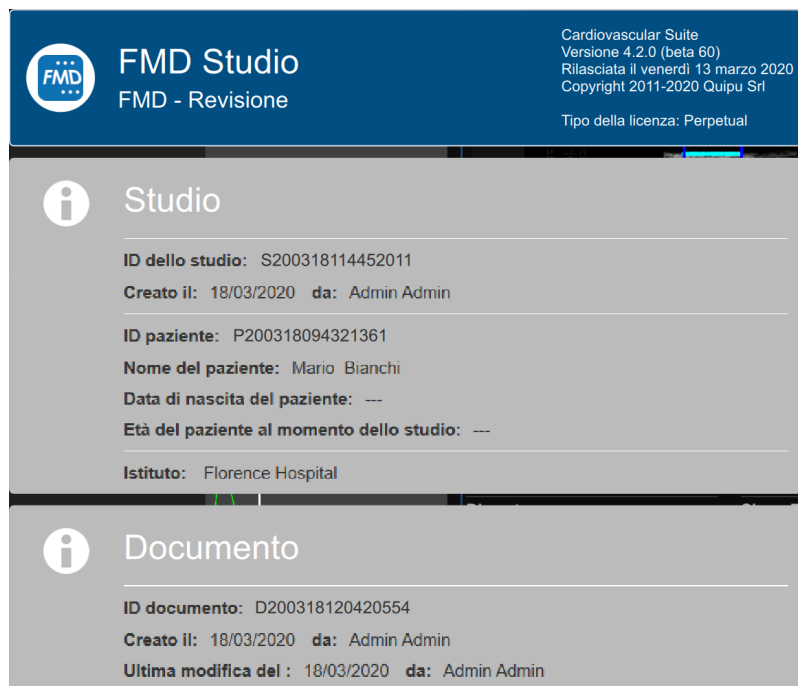 FMD
FMD Studio
FMD - Revisione
Cardiovascular Suite
Versione 4.2.0 (beta 60)
Rilasciata il venerdì 13 marzo 2020
Copyright 2011-2020 Quipu Srl
Tipo della licenza: Perpetual
Studio
ID dello studio: S200318114452011
Creato il: 18/03/2020 da: Admin Admin
ID paziente: P200318094321361
Nome del paziente: Mario Bianchi
Data di nascita del paziente: ---
Età del paziente al momento dello studio: ---
Istituto: Florence Hospital
Documento
ID documento: D200318120420554
Creato il: 18/03/2020 da: Admin Admin
Ultima modifica del : 18/03/2020 da: Admin Admin